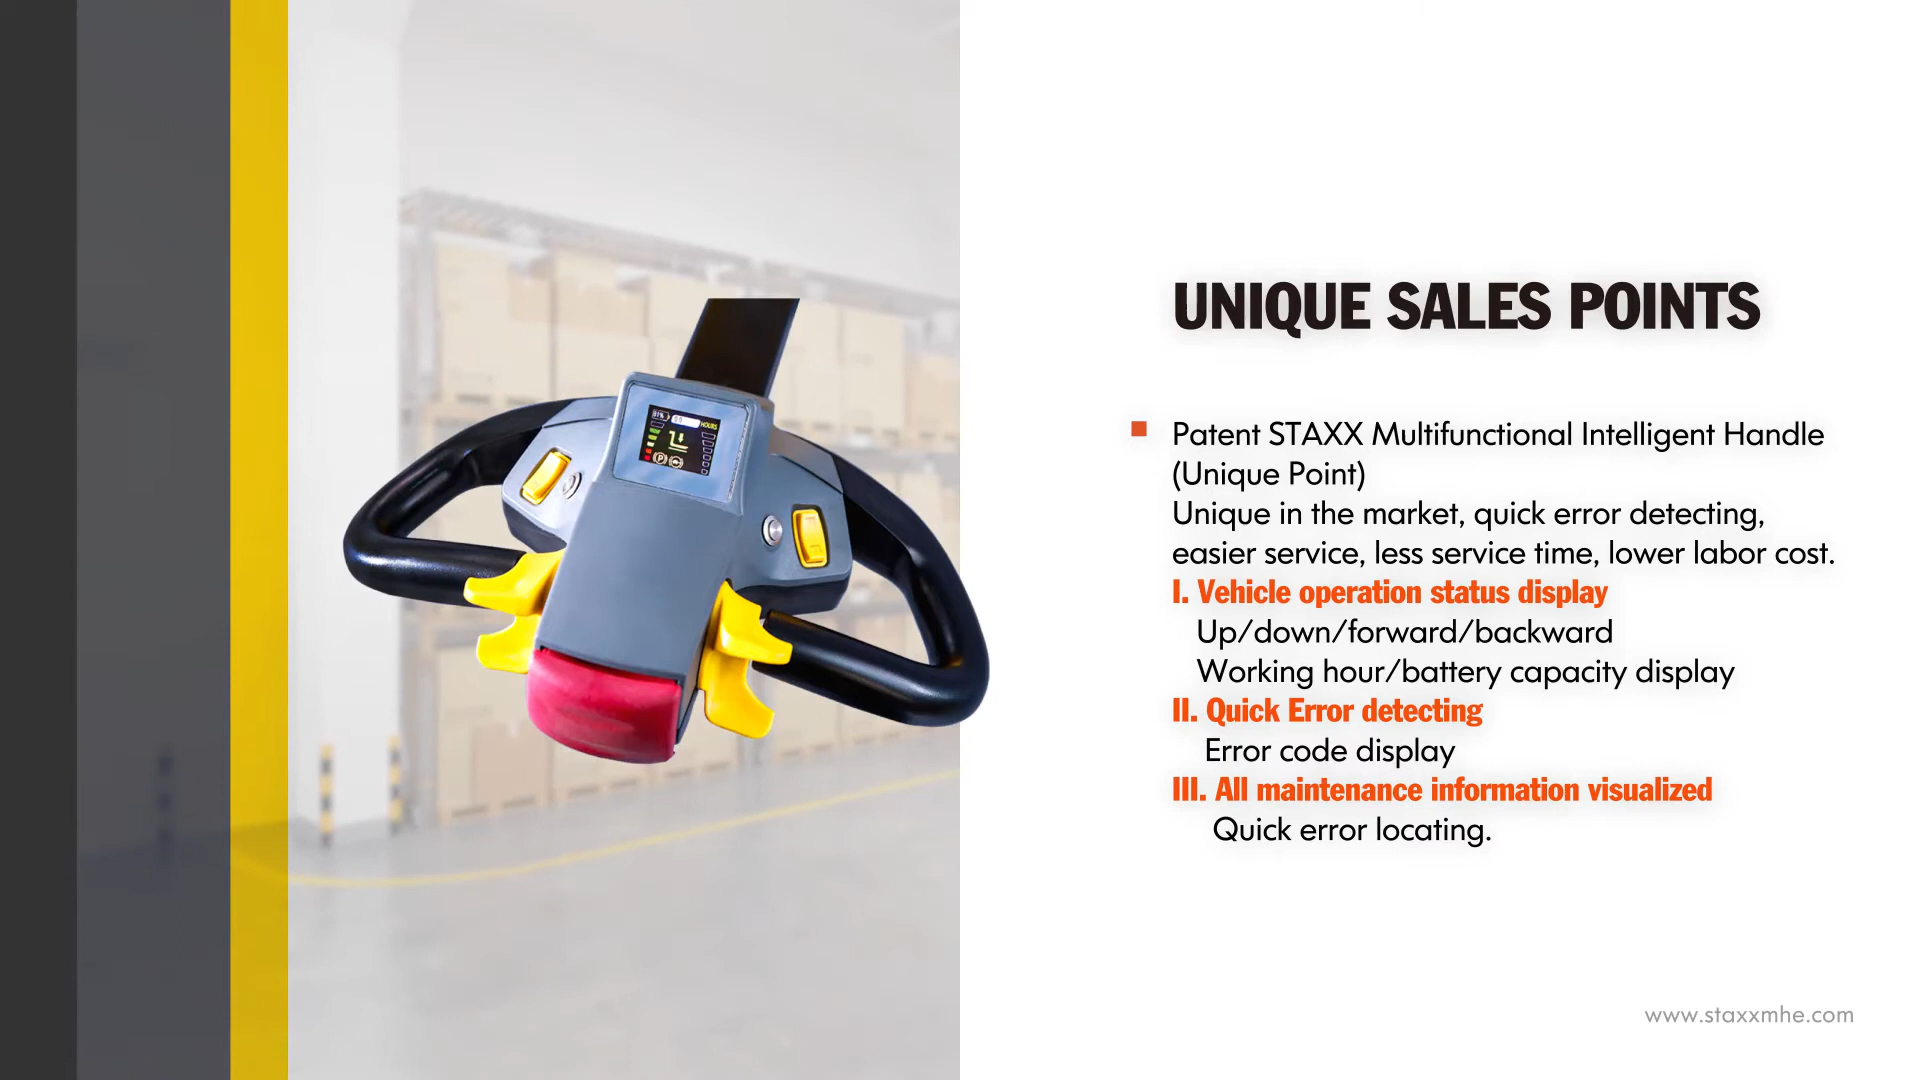 UNIQUE SALES POINTS
Patent STAXX Multifunctional Intelligent Handle
(Unique Point)
Unique in the market, quick error detecting,
easier service, less service time, lower labor cost.
I. Vehicle operation status display
Up/down/forward/backward
Working hour/battery capacity display
II. Quick Error detecting
Error code display
III. All maintenance information visualized
Quick error locating.
HOURS
P
www.staxxmhe.com